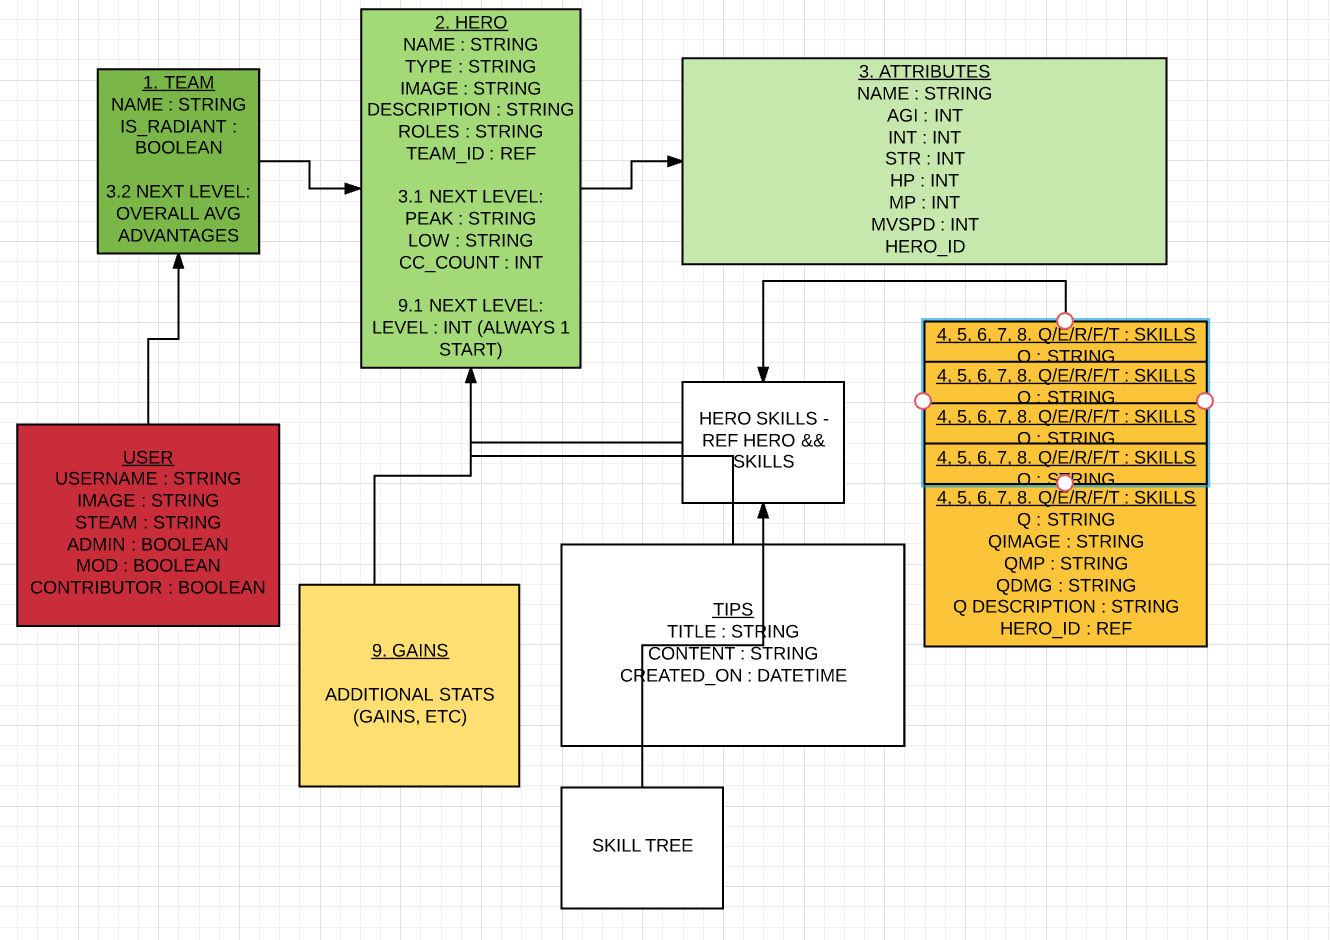 1. TEAM
NAME : STRING
IS_RADIANT :
BOOLEAN
3.2 NEXT LEVEL:
OVERALL AVG
ADVANTAGES
2. HERO
NAME : STRING
TYPE : STRING
IMAGE : STRING
DESCRIPTION : STRING
ROLES : STRING
TEAM_ID : REF
3.1 NEXT LEVEL:
PEAK : STRING
LOW : STRING
CC_COUNT : INT
9.1 NEXT LEVEL:
LEVEL : INT (ALWAYS 1
START)
3. ATTRIBUTES
NAME : STRING
AGI : INT
INT : INT
STR : INT
HP : INT
MP : INT
MVSPD : INT
HERO_ID
USER
USERNAME : STRING
IMAGE : STRING
STEAM : STRING
ADMIN : BOOLEAN
MOD : BOOLEAN
CONTRIBUTOR : BOOLEAN
HERO SKILLS -
REF HERO &&
SKILLS
4, 5, 6, 7, 8. Q/E/R/F/T : SKILLS
Q : STRING
4, 5, 6, 7, 8. Q/E/R/F/T : SKILLS
Q : STRING
4, 5, 6, 7, 8. Q/E/R/F/T : SKILLS
Q : STRING
4, 5, 6, 7, 8. Q/E/R/F/T : SKILLS
Q : STRING
4, 5, 6, 7, 8. Q/E/R/F/T : SKILLS
Q : STRING
QIMAGE : STRING
QMP : STRING
QDMG : STRING
Q DESCRIPTION : STRING
HERO_ID : REF
9. GAINS
ADDITIONAL STATS
(GAINS, ETC)
TIPS
TITLE : STRING
CONTENT : STRING
CREATED_ON : DATETIME
SKILL TREE